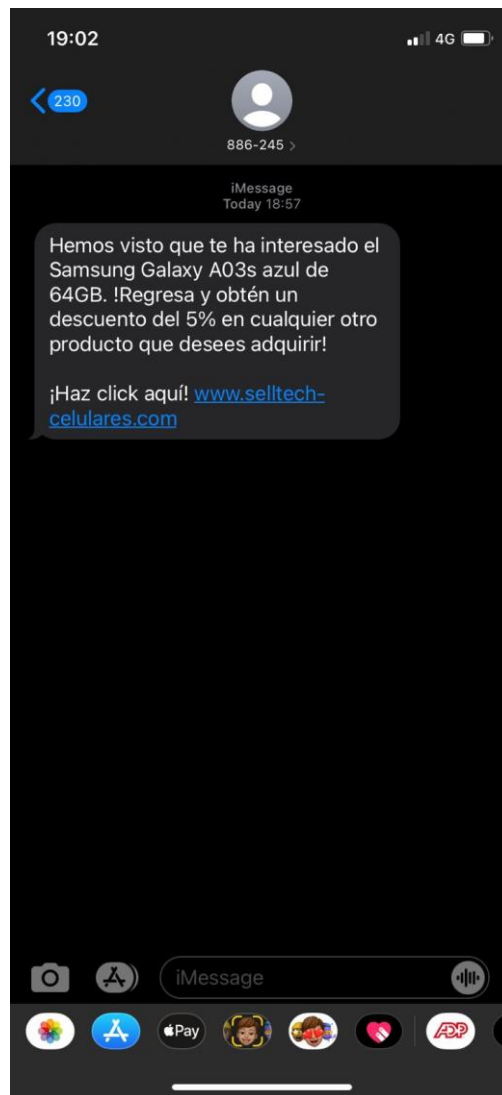 19:02
4G
230
886-245 >
iMessage
Today 18:57
Hemos visto que te ha interesado el
Samsung Galaxy A03s azul de
64GB. !Regresa y obtén un
descuento del 5% en cualquier otro
producto que desees adquirir!
¡Haz click aquí! www.selltech-
celulares.com
iMessage
Pay
ADP